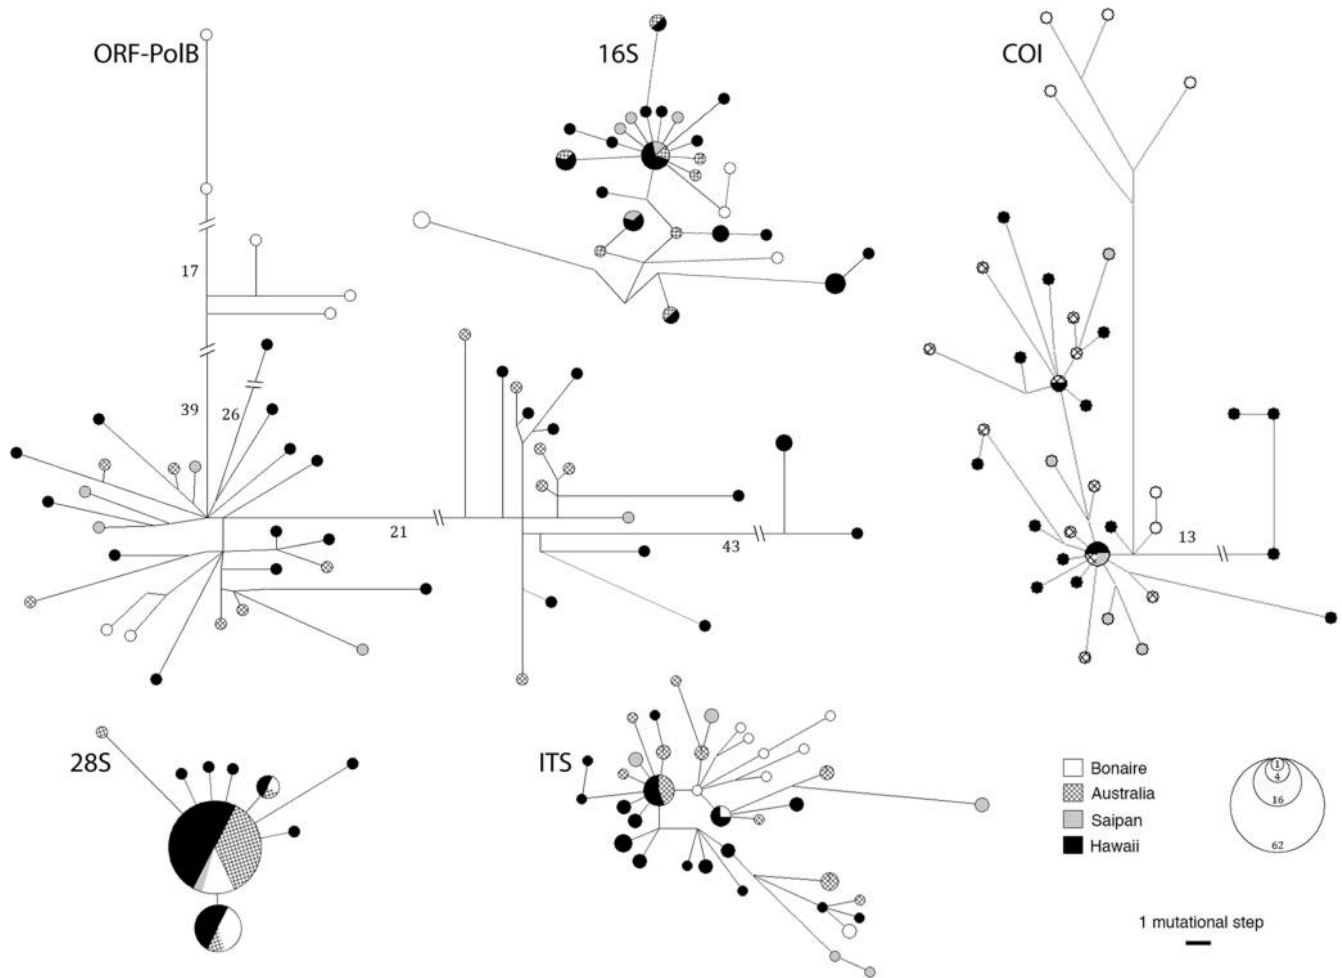 ORF-PolB
16S
COI
17
39
26
21
43
13
28S
ITS
Bonaire
Australia
Saipan
Hawaii
1
4
16
62
1 mutational step